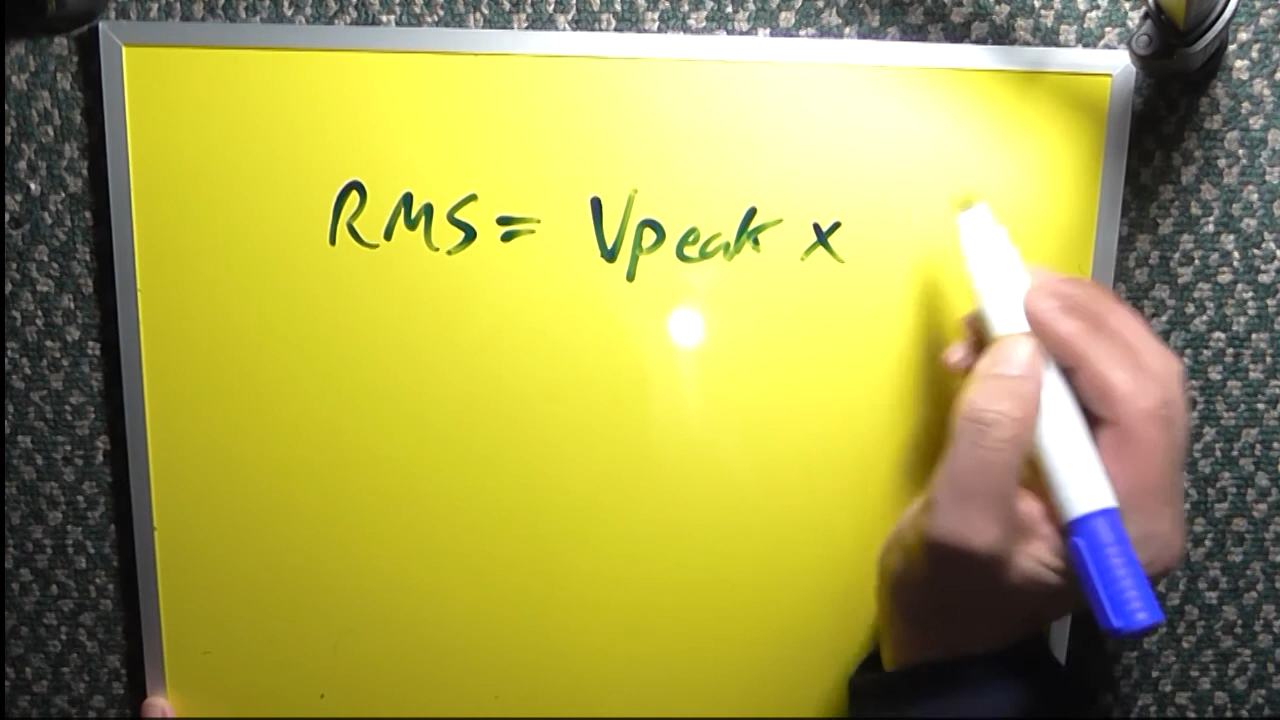 RMS = Vpeak x